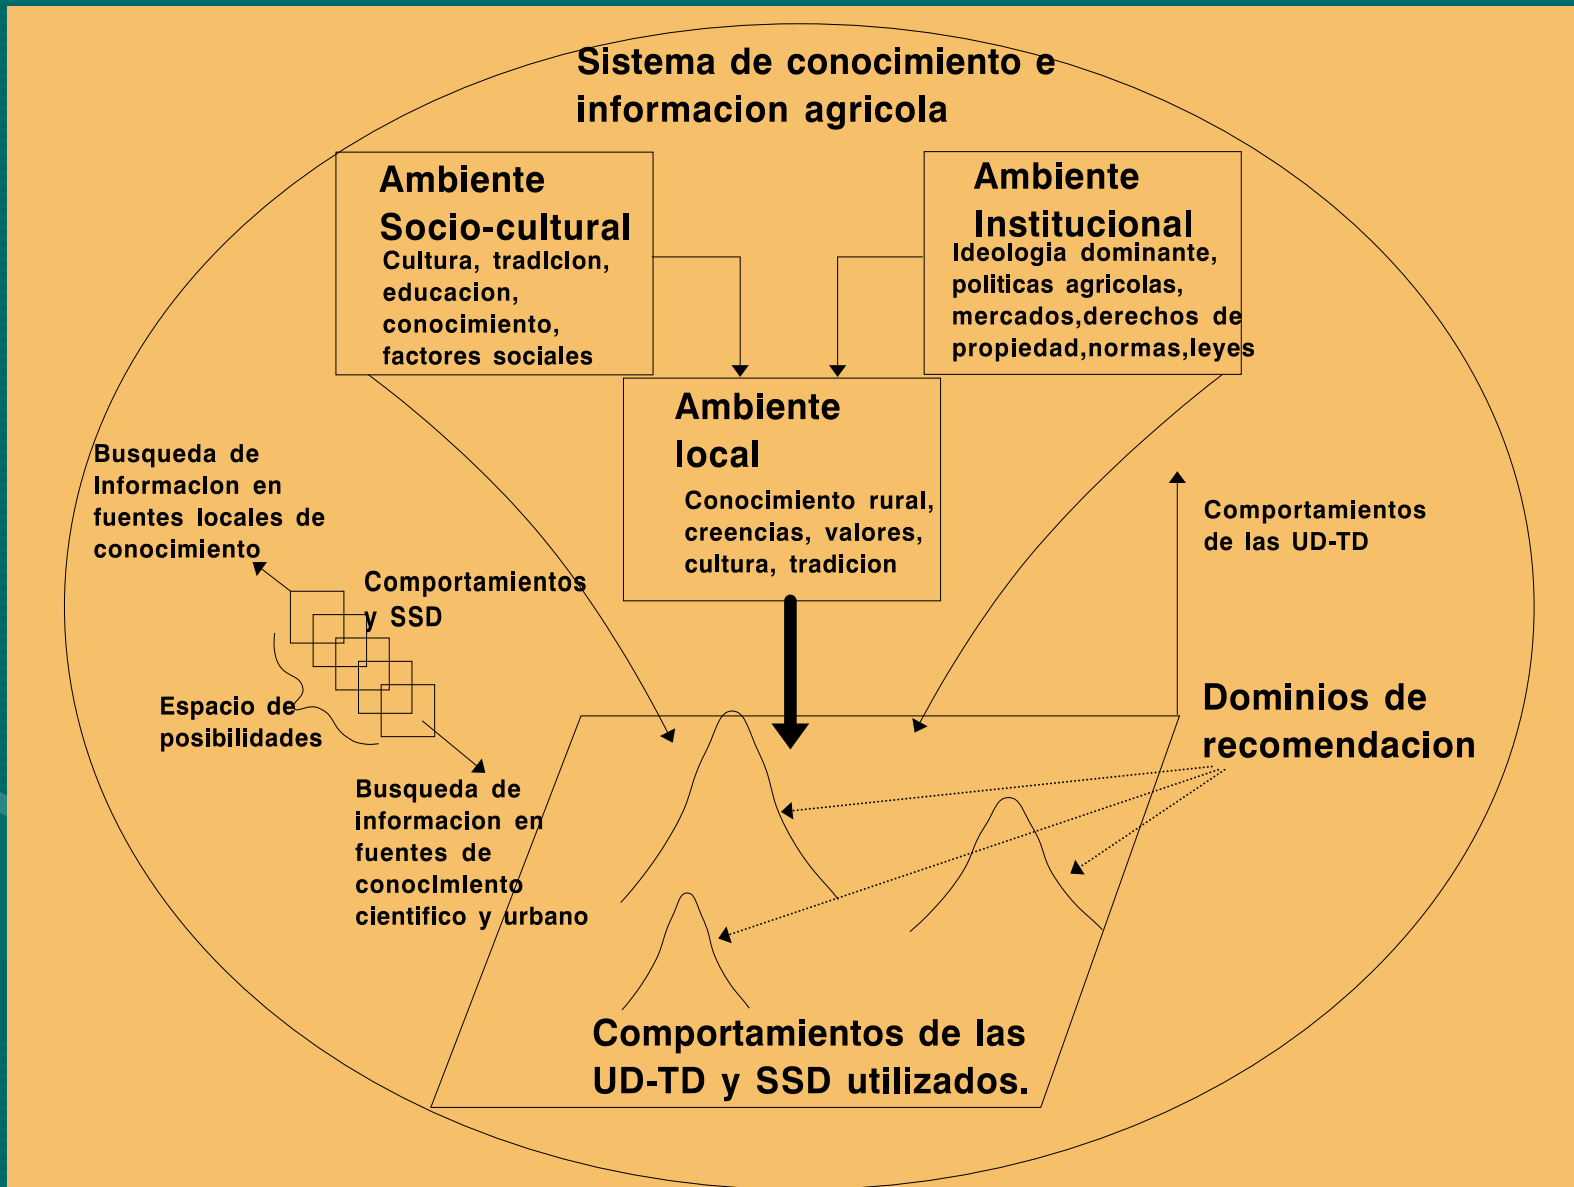 Sistema de conocimiento e
informacion agricola
Ambiente
Socio-cultural
Cultura, tradIcIon,
educacion,
conocimiento,
factores sociales
Ambiente
Institucional
Ideologia dominante,
politicas agricolas,
mercados,derechos de
propiedad,normas,leyes
Ambiente
local
Conocimiento rural,
creencias, valores,
cultura, tradicion
Busqueda de
InformacIon en
fuentes locales de
conocimiento
Comportamientos
y SSD
Espacio de
posibilidades
Busqueda de
informacion en
fuentes de
conocImIento
cientifico y urbano
Comportamientos
de las UD-TD
Dominios de
recomendacion
Comportamientos de las
UD-TD y SSD utilizados.